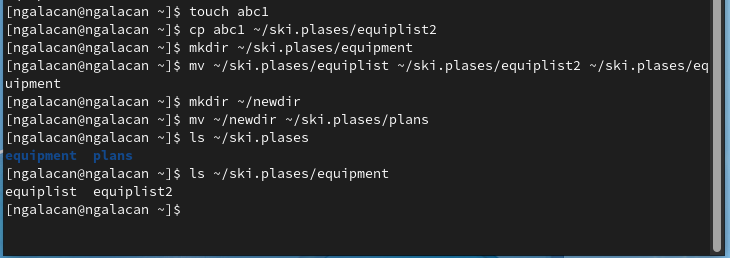 [ngalacan@ngalacan ~]$ touch abc1
[ngalacan@ngalacan ~]$ cp abc1 ~/ski.plases/equiplist2
[ngalacan@ngalacan ~]$ mkdir ~/ski.plases/equipment
[ngalacan@ngalacan ~]$ mv ~/ski.plases/equiplist ~/ski.plases/equiplist2 ~/ski.plases/eq
uipment
[ngalacan@ngalacan ~]$ mkdir ~/newdir
[ngalacan@ngalacan ~]$ mv ~/newdir ~/ski.plases/plans
[ngalacan@ngalacan ~]$ ls ~/ski.plases
equipment  plans
[ngalacan@ngalacan ~]$ ls ~/ski.plases/equipment
equiplist  equiplist2
[ngalacan@ngalacan ~]$